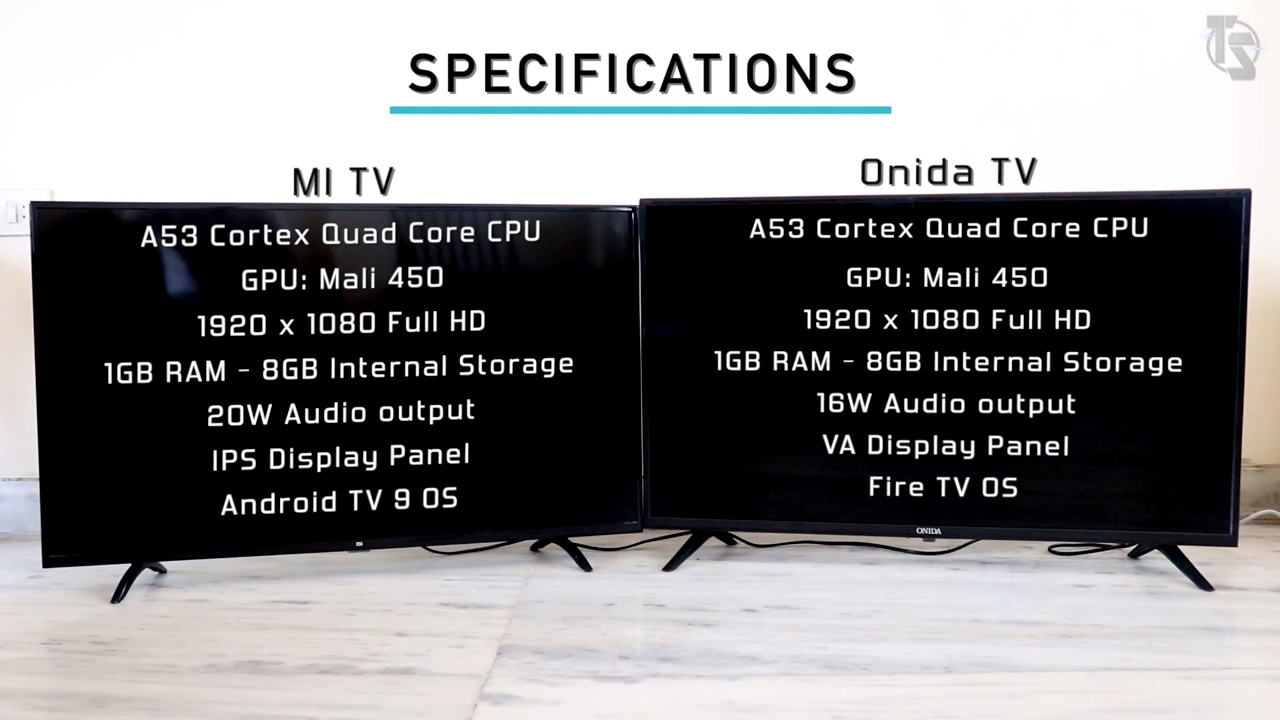 SPECIFICATIONS
MI TV
A53 Cortex Quad Core CPU
GPU: Mali 450
1920 x 1080 Full HD
1GB RAM - 8GB Internal Storage
20W Audio output
IPS Display Panel
Android TV 9 OS
Onida TV
A53 Cortex Quad Core CPU
GPU: Mali 450
1920 x 1080 Full HD
1GB RAM - 8GB Internal Storage
16W Audio output
VA Display Panel
Fire TV OS
ONIDA
TS